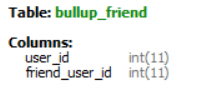 Table: bullup_friend
Columns:
user_id int(11)
friend_user_id int(11)